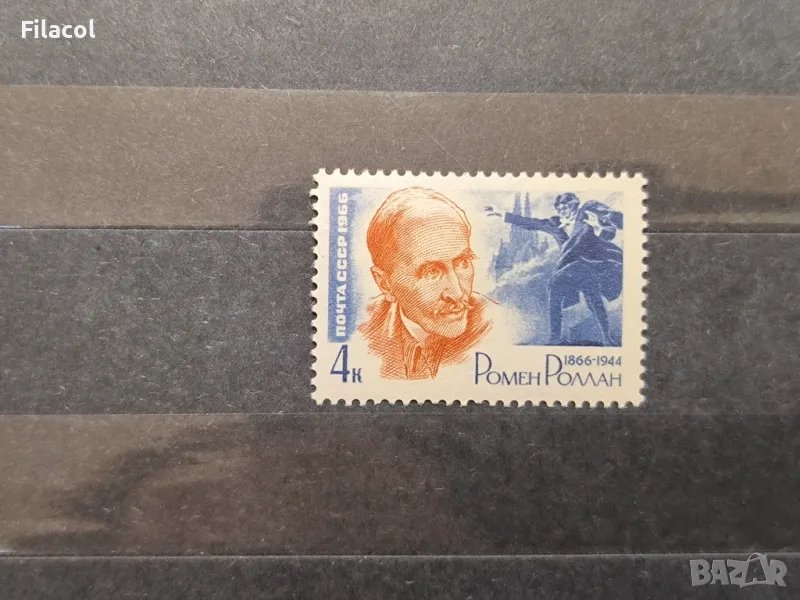 Filacol
ПОЧТА СССР 1966
4к
1866-1944
РОМЕН РОЛЛАН
BAZAR